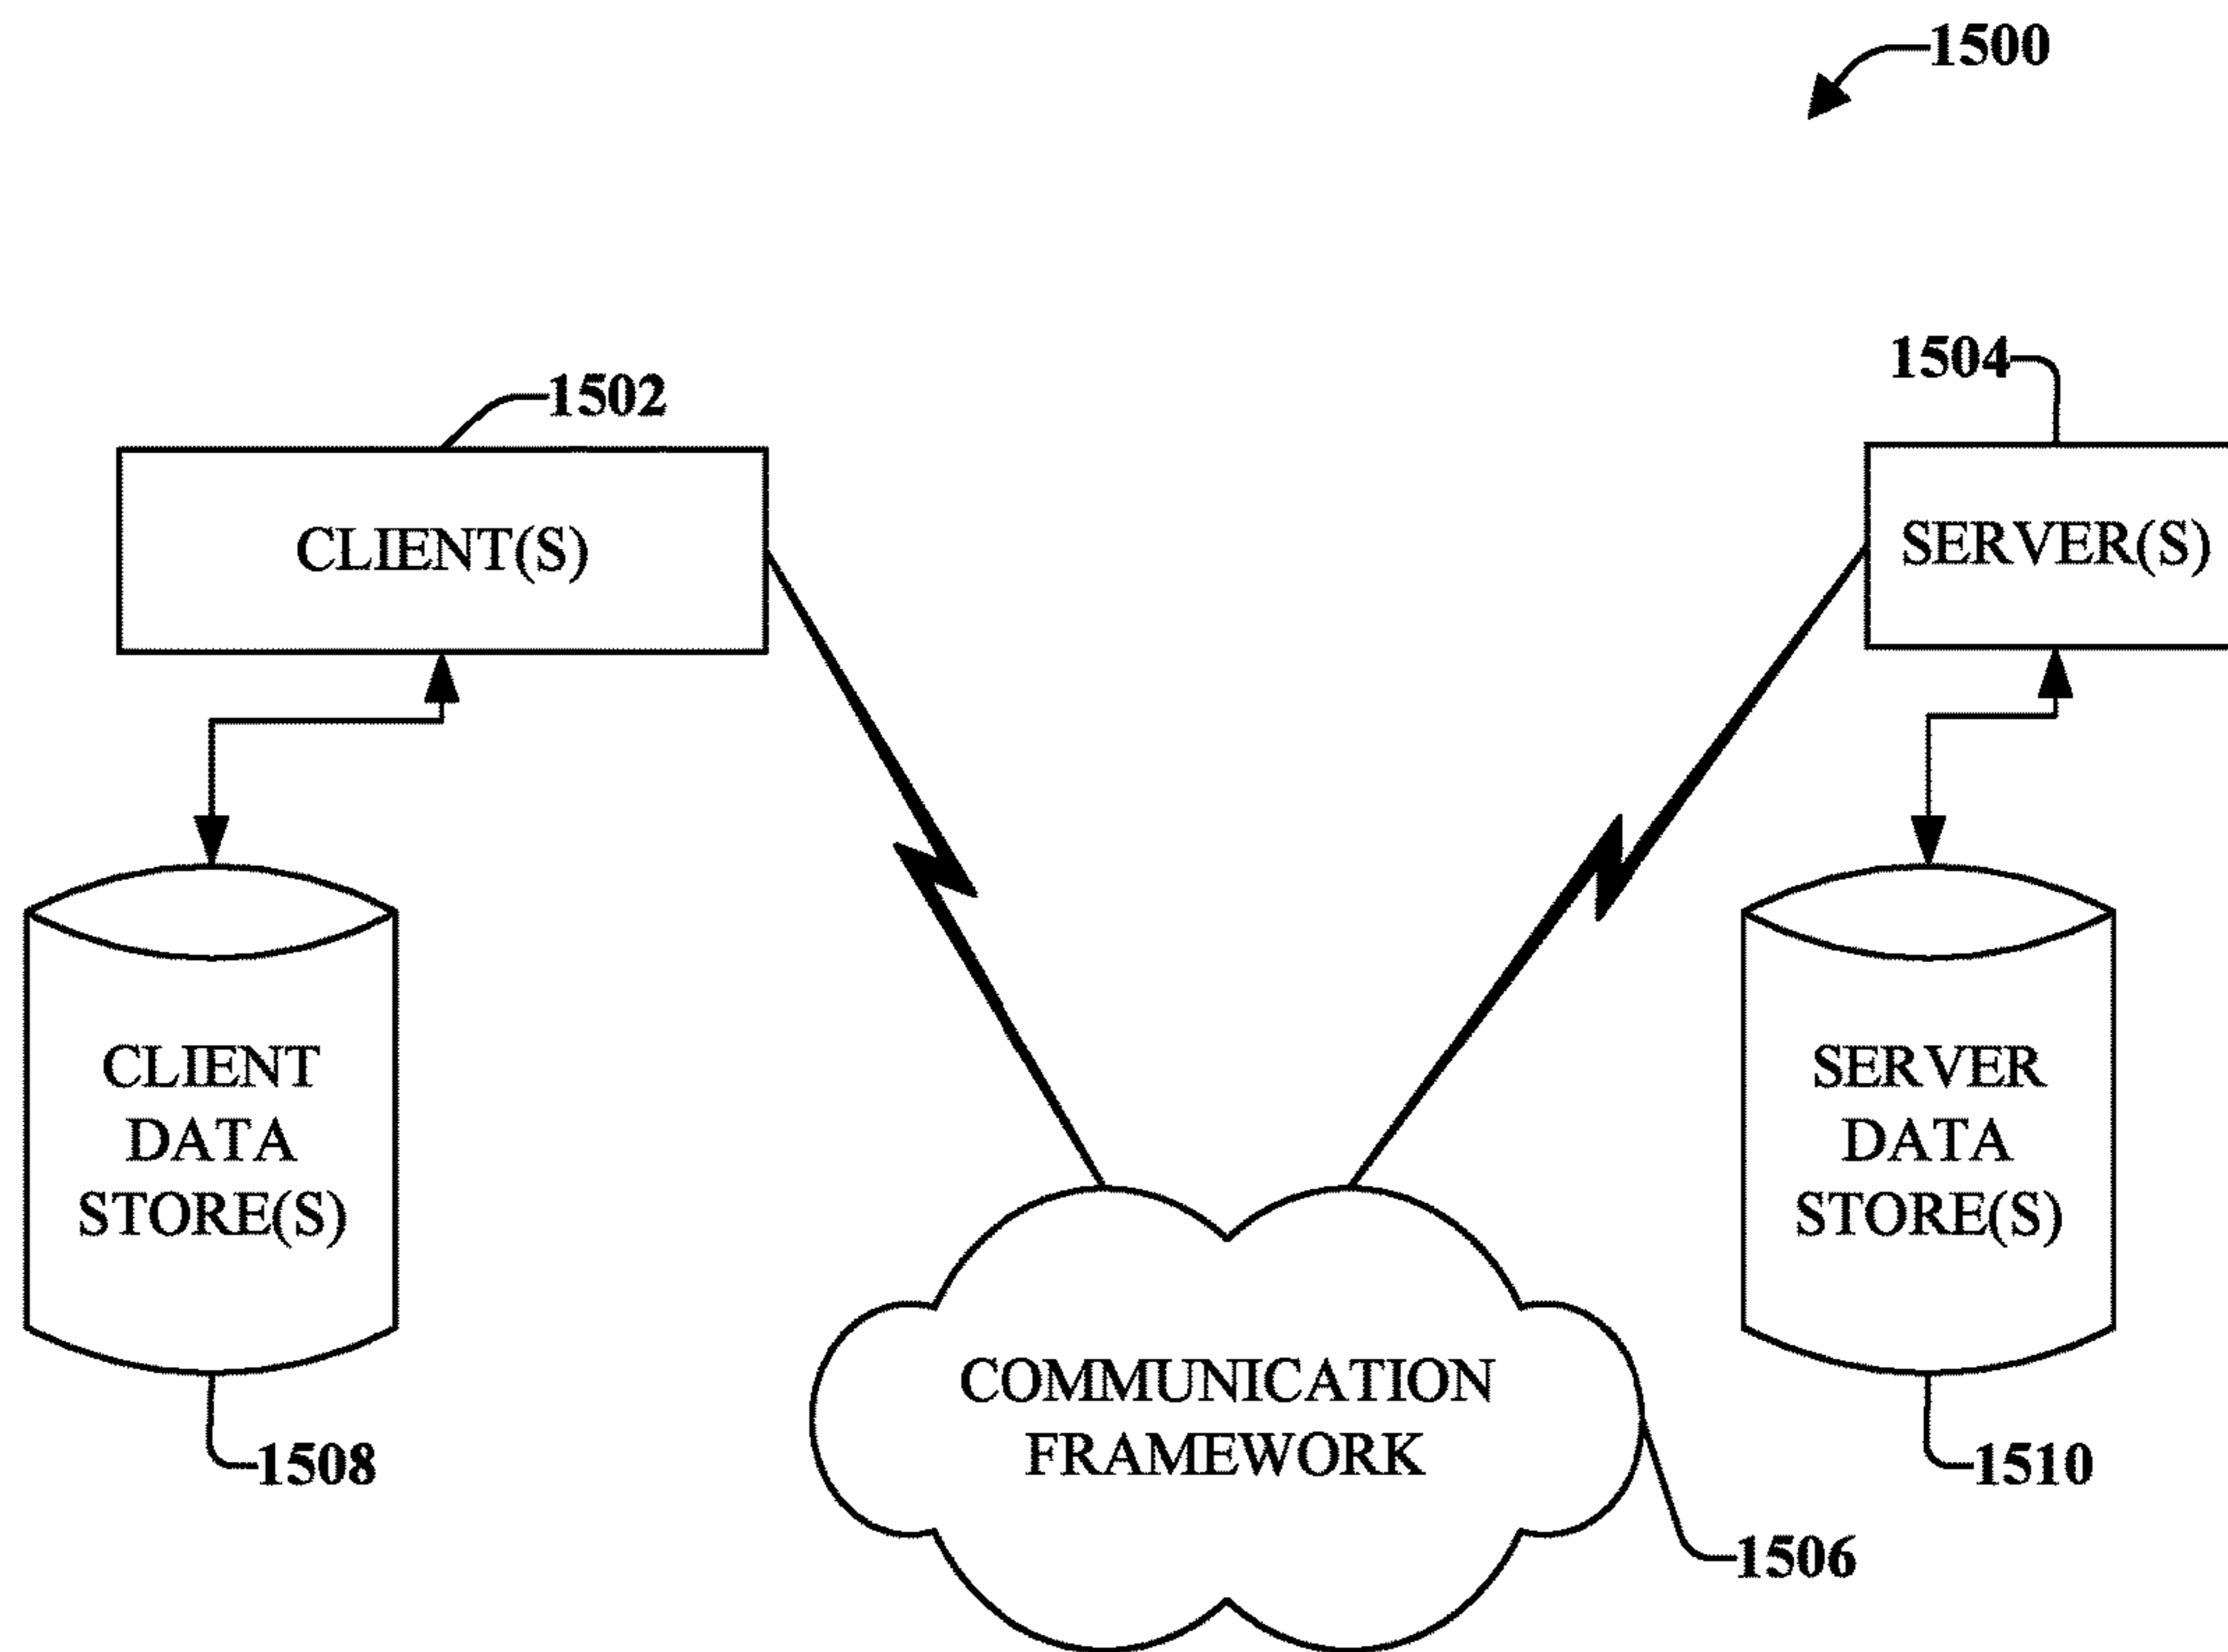 1500
1502
1504
CLIENT(S)
SERVER(S)
CLIENT
DATA
STORE(S)
SERVER
DATA
STORE(S)
COMMUNICATION
FRAMEWORK
1508
1510
1506